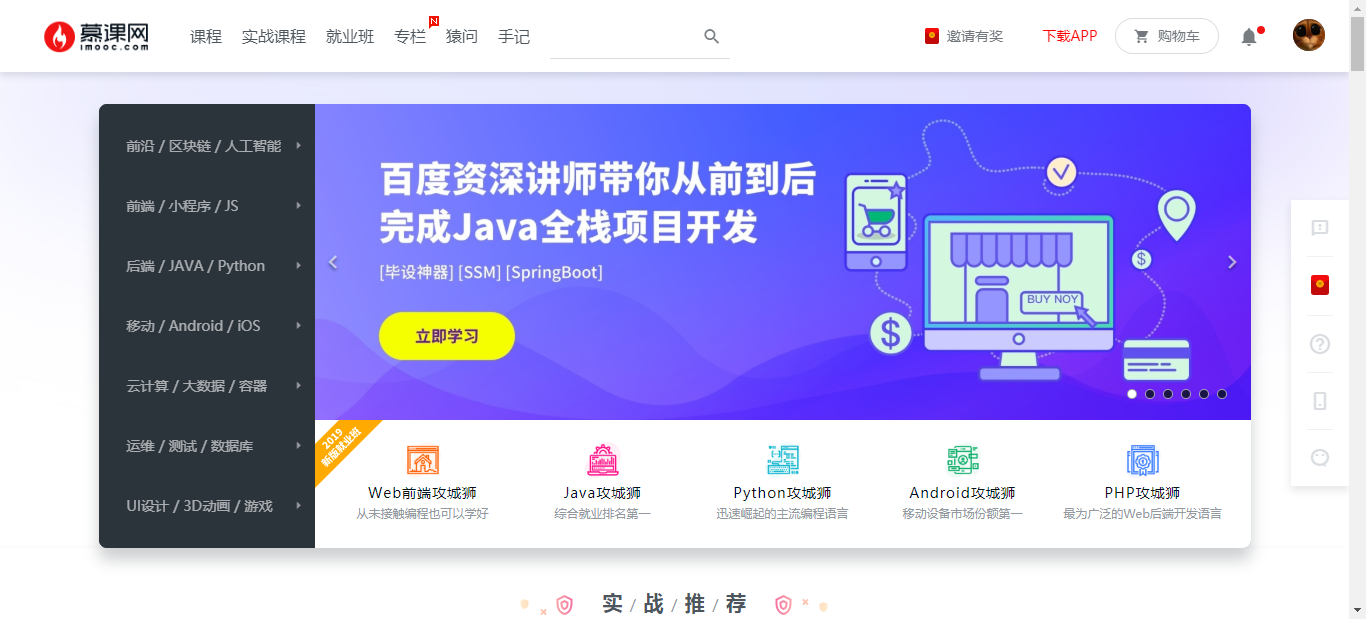 慕课网
imooc.com
课程 实战课程 就业班 专栏 N 猿问 手记
邀请有奖 下载APP 购物车
前沿 / 区块链 / 人工智能
前端 / 小程序 / JS
后端 / JAVA / Python
移动 / Android / iOS
云计算 / 大数据 / 容器
运维 / 测试 / 数据库
UI设计 / 3D动画 / 游戏
百度资深讲师带你从前到后
完成Java全栈项目开发
[毕设神器] [SSM] [SpringBoot]
立即学习
BUY NOY
$
$
2019
新版就业班
Web前端攻城狮
从未接触编程也可以学好
Java攻城狮
综合就业排名第一
Python攻城狮
迅速崛起的主流编程语言
Android攻城狮
移动设备市场份额第一
PHP攻城狮
最为广泛的Web后端开发语言
实 / 战 / 推 / 荐